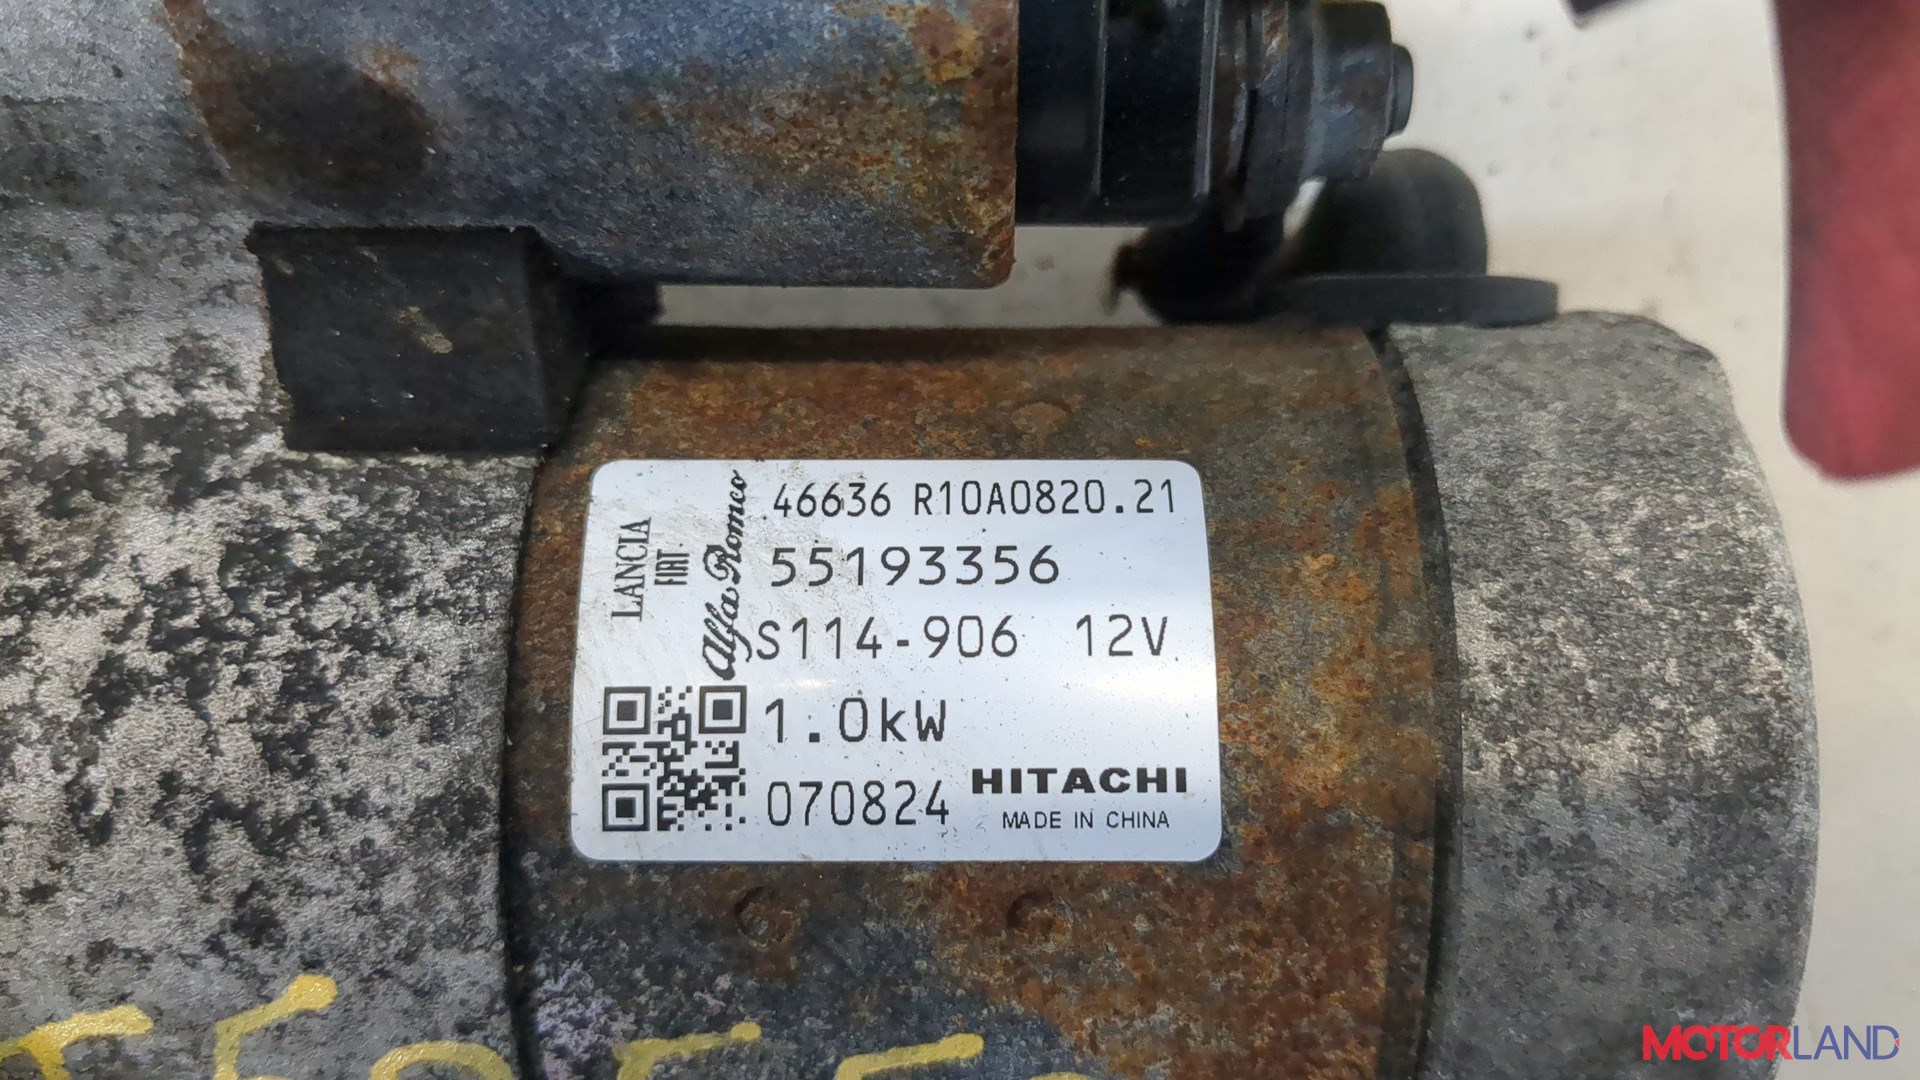 46636 R10A0820.21
55193356
S114-906 12V
1.0kW
070824 HITACHI
MADE IN CHINA
LANCIA
FIAT
Alfa Romeo
MOTORLAND